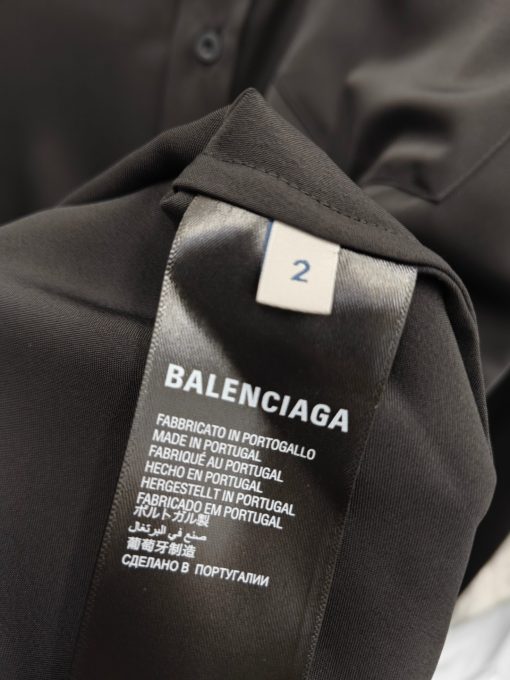 2
BALENCIAGA
FABBRICATO IN PORTOGALLO
MADE IN PORTUGAL
FABRIQUÉ AU PORTUGAL
HECHO EN PORTUGAL
HERGESTELLT IN PORTUGAL
FABRICADO EM PORTUGAL
ポルトガル製
صنع في البرتغال
葡萄牙制造
СДЕЛАНО В ПОРТУГАЛИИ